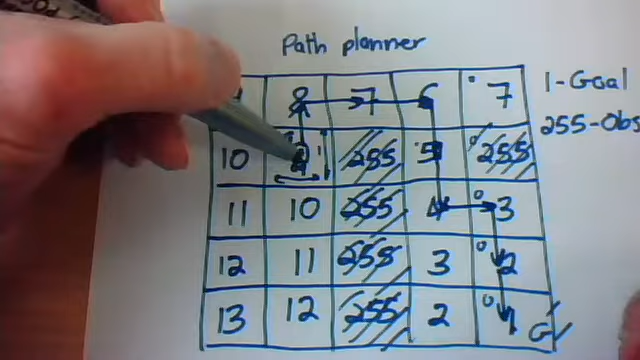 Path planner
8 7 6 7 1-Goal
255-Obs
10 255 5 255
11 10 255 4 3
12 11 255 3 2
13 12 255 2 1 G